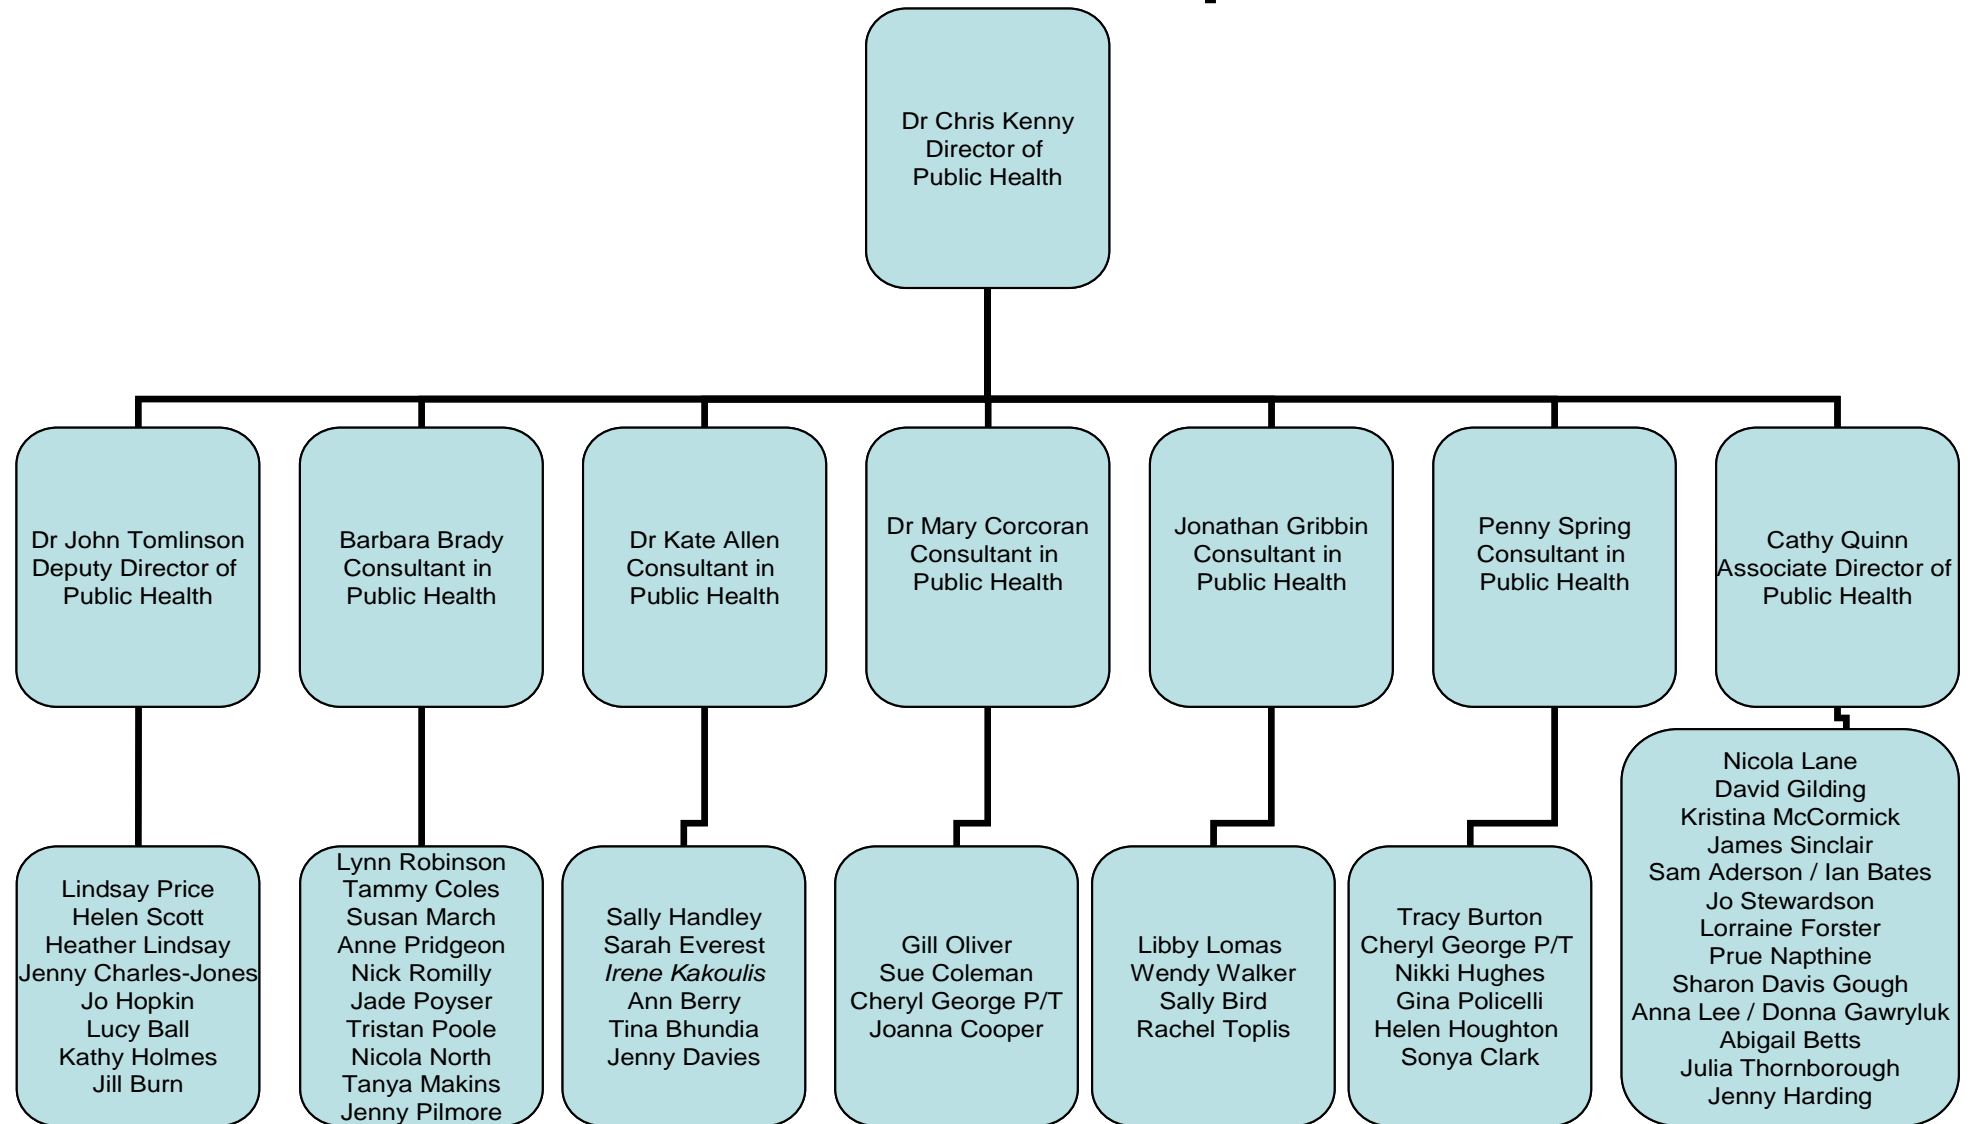 Dr Chris Kenny
Director of
Public Health
Dr John Tomlinson
Deputy Director of
Public Health
Barbara Brady
Consultant in
Public Health
Dr Kate Allen
Consultant in
Public Health
Dr Mary Corcoran
Consultant in
Public Health
Jonathan Gribbin
Consultant in
Public Health
Penny Spring
Consultant in
Public Health
Cathy Quinn
Associate Director of
Public Health
Lindsay Price
Helen Scott
Heather Lindsay
Jenny Charles-Jones
Jo Hopkin
Lucy Ball
Kathy Holmes
Jill Burn
Lynn Robinson
Tammy Coles
Susan March
Anne Pridgeon
Nick Romilly
Jade Poyser
Tristan Poole
Nicola North
Tanya Makins
Jenny Pilmore
Sally Handley
Sarah Everest
Irene Kakoulis
Ann Berry
Tina Bhundia
Jenny Davies
Gill Oliver
Sue Coleman
Cheryl George P/T
Joanna Cooper
Libby Lomas
Wendy Walker
Sally Bird
Rachel Toplis
Tracy Burton
Cheryl George P/T
Nikki Hughes
Gina Policelli
Helen Houghton
Sonya Clark
Nicola Lane
David Gilding
Kristina McCormick
James Sinclair
Sam Aderson / Ian Bates
Jo Stewardson
Lorraine Forster
Prue Napthine
Sharon Davis Gough
Anna Lee / Donna Gawryluk
Abigail Betts
Julia Thornborough
Jenny Harding